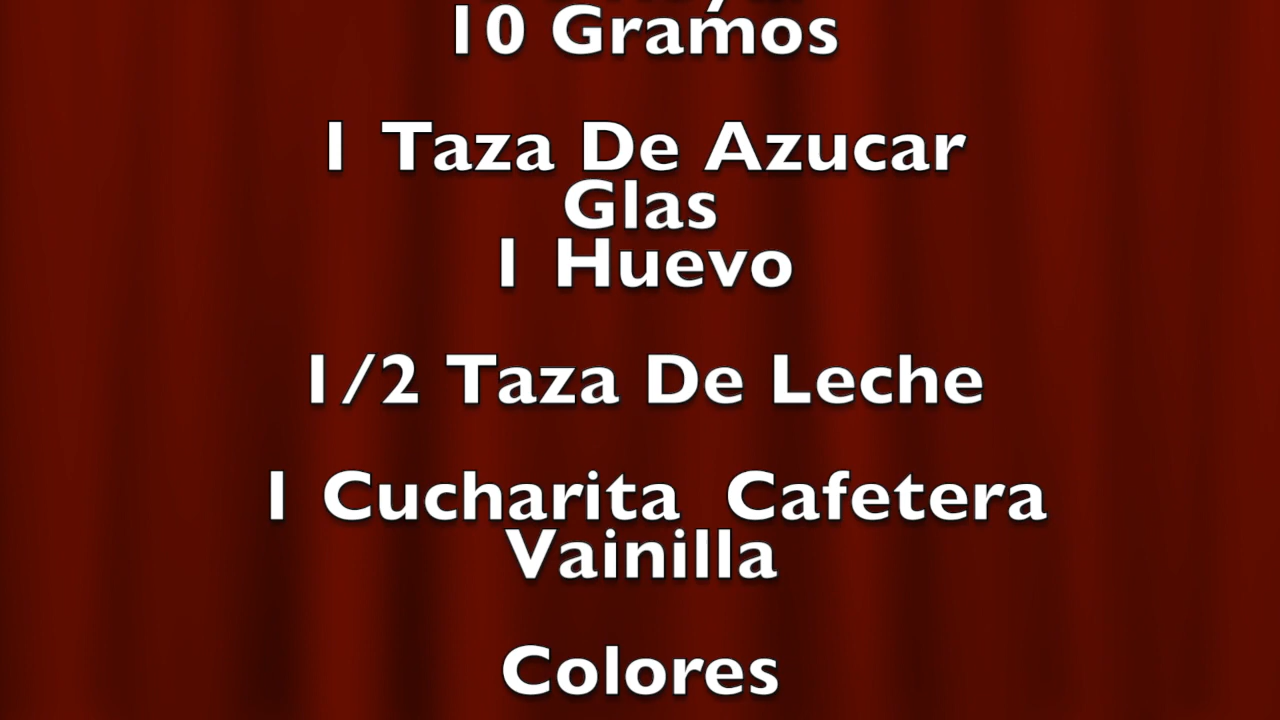 10 Gramos
1 Taza De Azucar
Glas
1 Huevo
1/2 Taza De Leche
1 Cucharita Cafetera
Vainilla
Colores